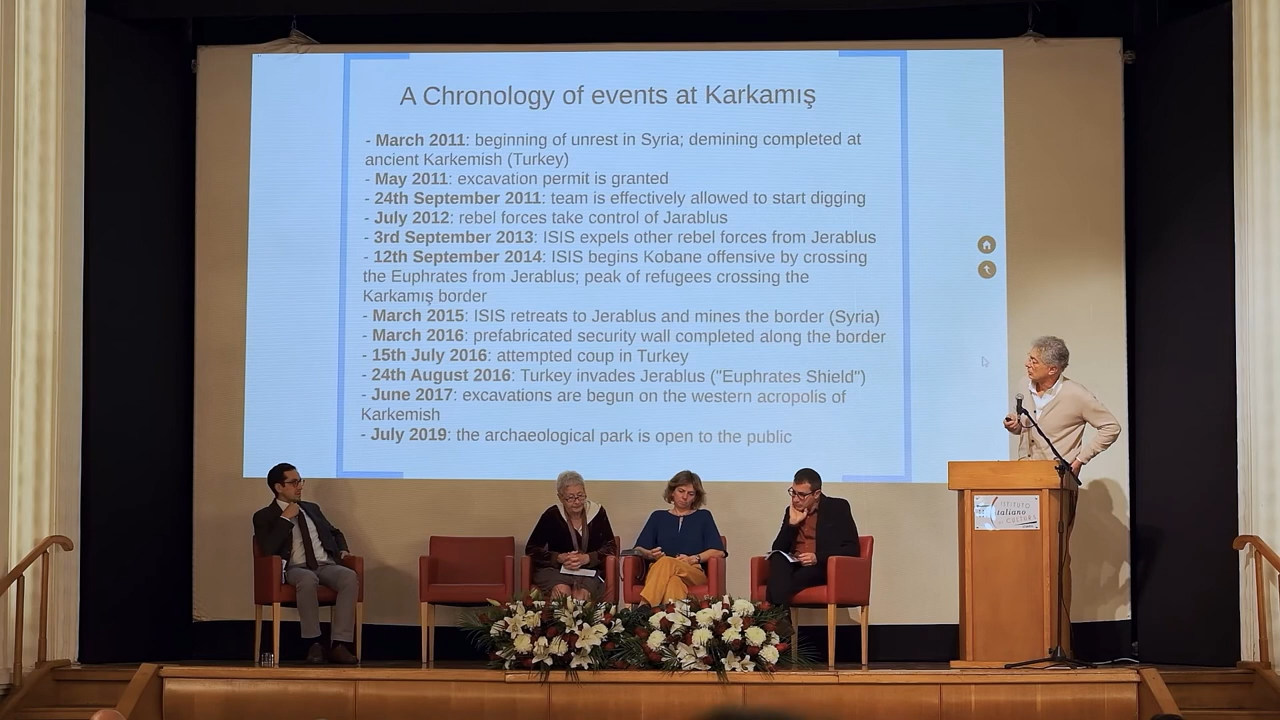 A Chronology of events at Karkamış
- March 2011: beginning of unrest in Syria; demining completed at
ancient Karkemish (Turkey)
- May 2011: excavation permit is granted
- 24th September 2011: team is effectively allowed to start digging
- July 2012: rebel forces take control of Jarablus
- 3rd September 2013: ISIS expels other rebel forces from Jerablus
- 12th September 2014: ISIS begins Kobane offensive by crossing
the Euphrates from Jerablus; peak of refugees crossing the
Karkamış border
- March 2015: ISIS retreats to Jerablus and mines the border (Syria)
- March 2016: prefabricated security wall completed along the border
- 15th July 2016: attempted coup in Turkey
- 24th August 2016: Turkey invades Jerablus ("Euphrates Shield")
- June 2017: excavations are begun on the western acropolis of
Karkemish
- July 2019: the archaeological park is open to the public
ISTITUTO
italiano
CULTURA